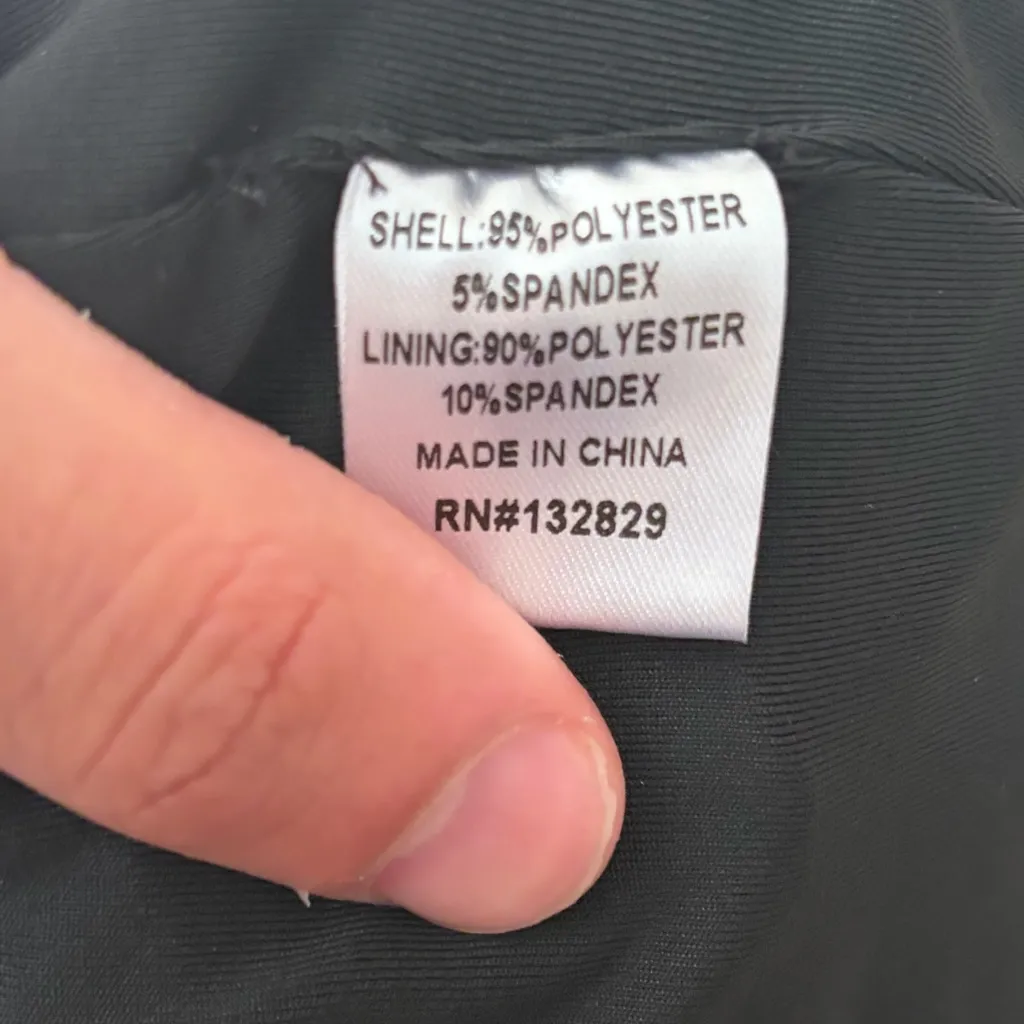 SHELL:95%POLYESTER
5%SPANDEX
LINING:90%POLYESTER
10%SPANDEX
MADE IN CHINA
RN#132829